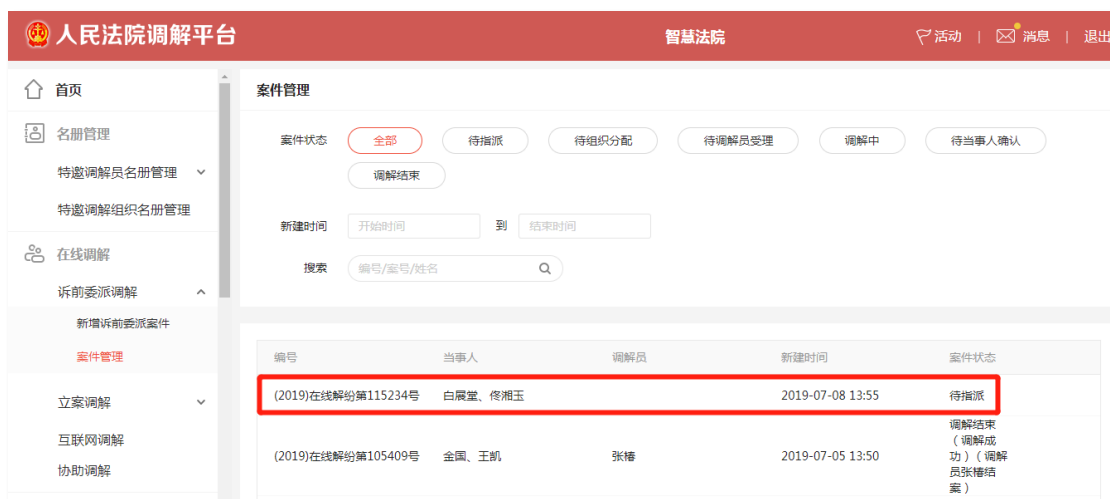 人民法院调解平台
智慧法院
活动 | 消息 | 退出
首页
名册管理
特邀调解员名册管理
特邀调解组织名册管理
在线调解
诉前委派调解
新增诉前委派案件
案件管理
立案调解
互联网调解
协助调解
案件管理
案件状态 全部 待指派 待组织分配 待调解员受理 调解中 待当事人确认
调解结束
新建时间 开始时间 到 结束时间
搜索 编号/案号/姓名
编号 当事人 调解员 新建时间 案件状态
(2019)在线解纷第115234号 白展堂、佟湘玉 2019-07-08 13:55 待指派
(2019)在线解纷第105409号 金国、王凯 张椿 2019-07-05 13:50 调解结束
（调解成
功）（调解
员张椿结
案）